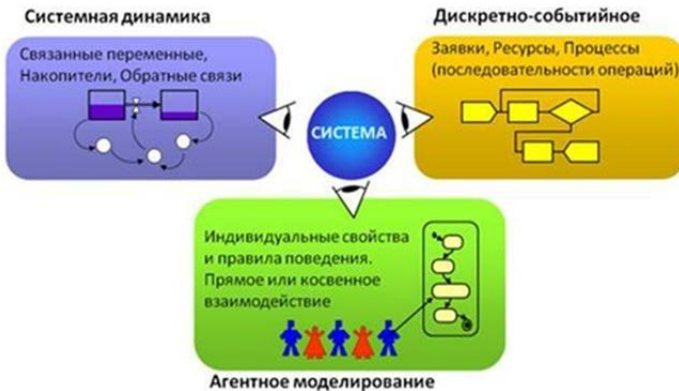 Системная динамика
Связанные переменные,
Накопители, Обратные связи
Дискретно-событийное
Заявки, Ресурсы, Процессы
(последовательности операций)
СИСТЕМА
Индивидуальные свойства
и правила поведения.
Прямое или косвенное
взаимодействие
Агентное моделирование